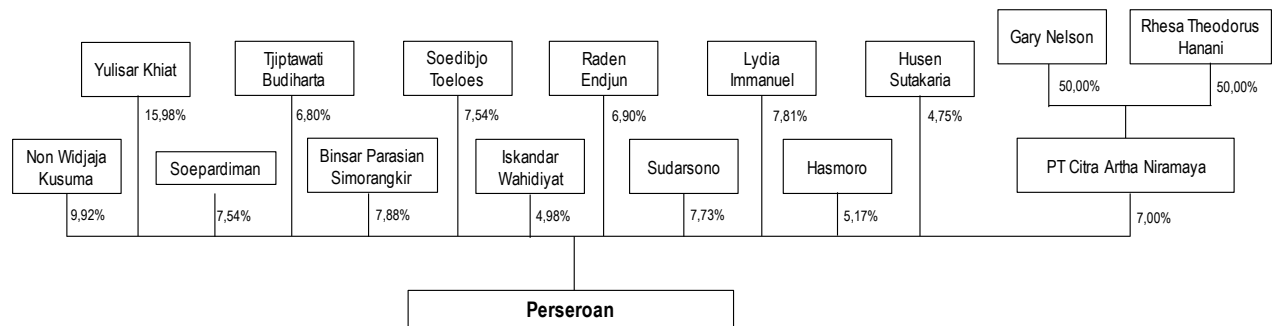 Gary Nelson
Rhesa Theodorus
Hanani
Yulisar Khiat
Tjiptawati
Budiharta
Soedibjo
Toeloes
Raden
Endjun
Lydia
Immanuel
Husen
Sutakaria
50,00%
50,00%
15,98%
6,80%
7,54%
6,90%
7,81%
4,75%
Non Widjaja
Kusuma
Soepardiman
Binsar Parasian
Simorangkir
Iskandar
Wahidiyat
Sudarsono
Hasmoro
PT Citra Artha Niramaya
9,92%
7,54%
7,88%
4,98%
7,73%
5,17%
7,00%
Perseroan